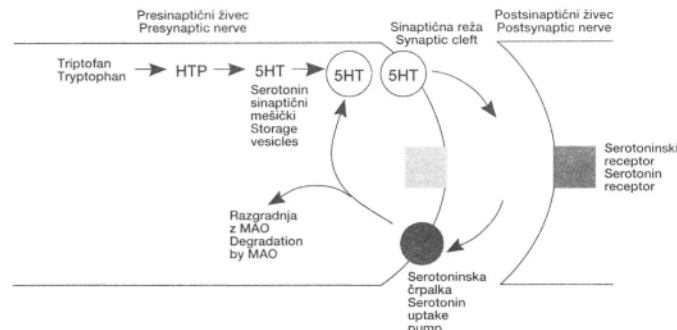 Presinaptični živec
Presynaptic nerve
Sinaptična reža
Synaptic cleft
Postsinaptični živec
Postsynaptic nerve
Triptofan
Tryptophan
HTP
5HT
5HT
5HT
Serotonin
sinaptični
mešički
Storage
vesicles
Serotoninski
receptor
Serotonin
receptor
Razgradnja
z MAO
Degradation
by MAO
Serotoninska
črpalka
Serotonin
uptake
pump